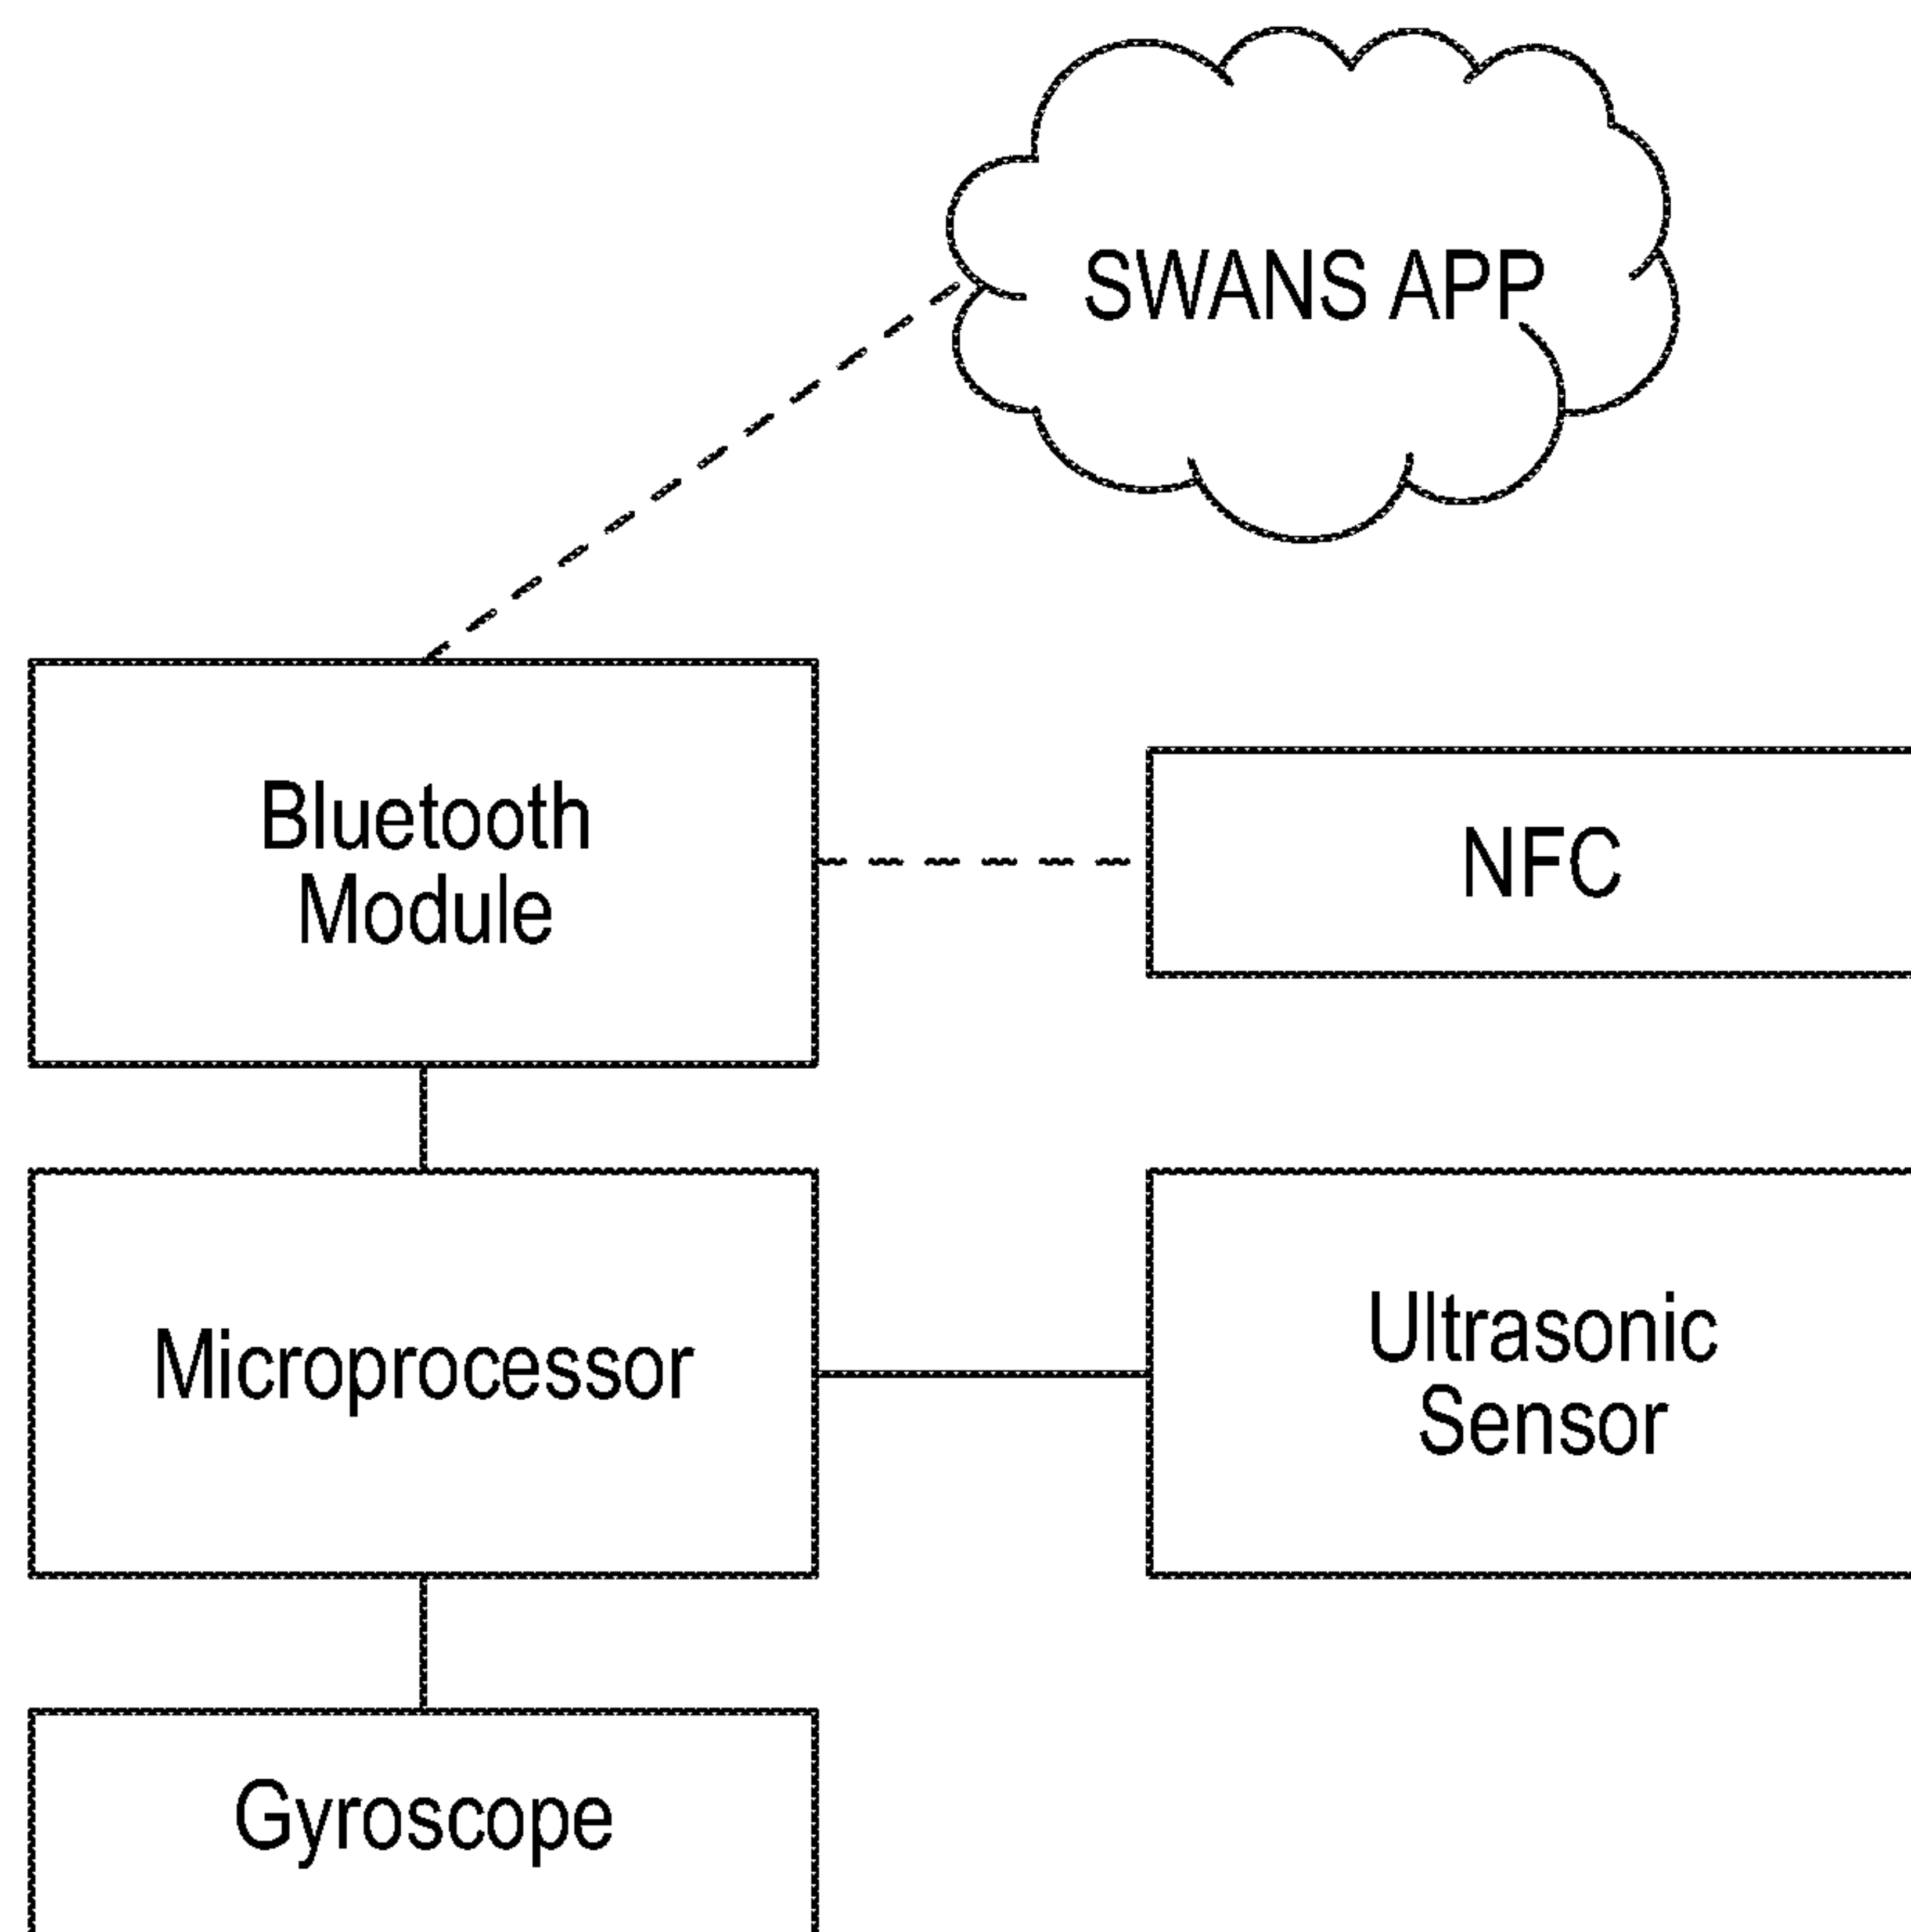 SWANS APP
Bluetooth
Module
NFC
Microprocessor
Ultrasonic
Sensor
Gyroscope